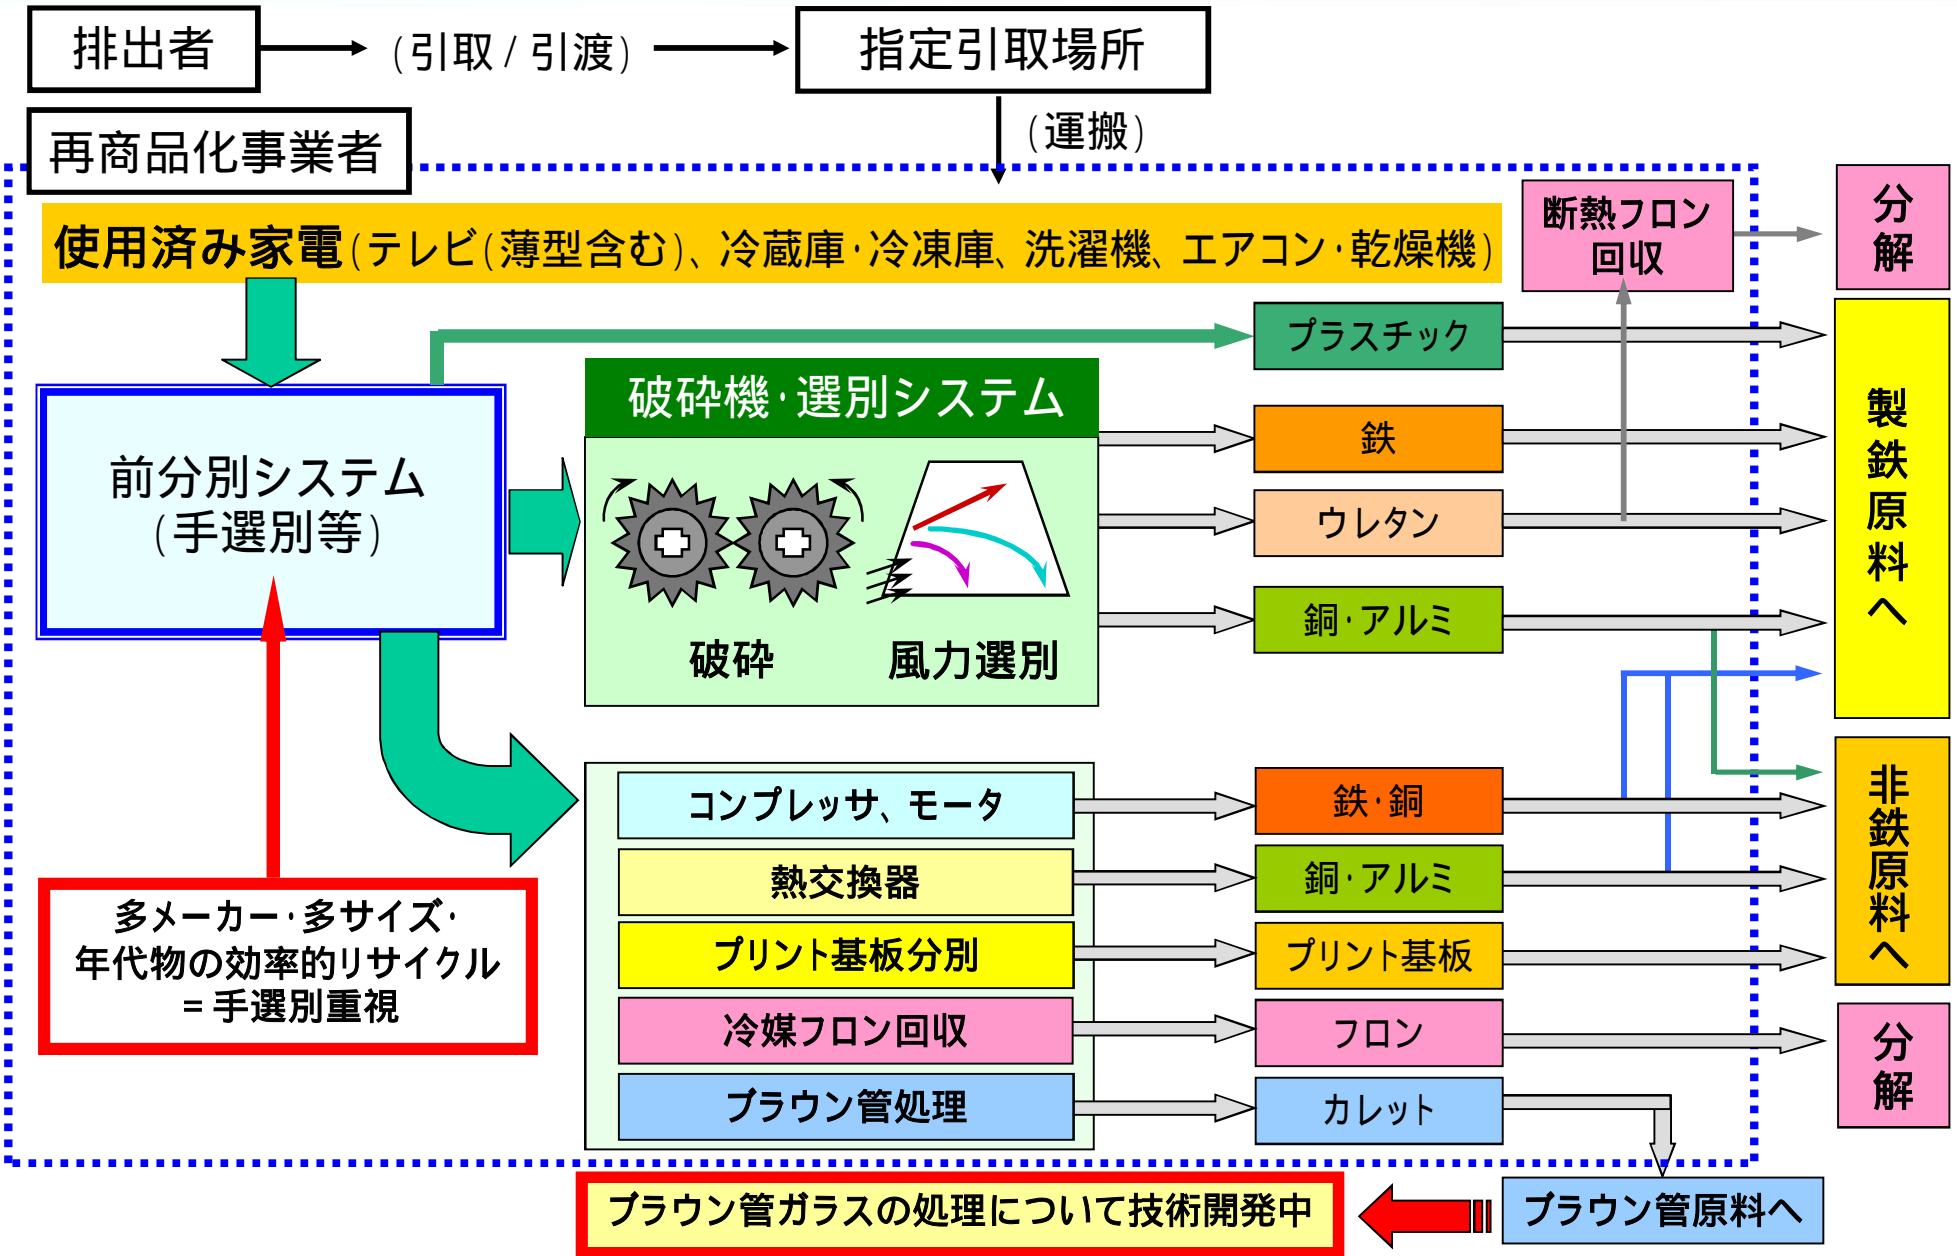 排出者
(引取 / 引渡)
指定引取場所
(運搬)
再商品化事業者
使用済み家電(テレビ(薄型含む)、冷蔵庫・冷凍庫、洗濯機、エアコン・乾燥機)
断熱フロン
回収
分解
前分別システム
(手選別等)
破砕機・選別システム
破砕
風力選別
プラスチック
鉄
ウレタン
銅・アルミ
製鉄原料へ
多メーカー・多サイズ・
年代物の効率的リサイクル
=手選別重視
コンプレッサ、モータ
鉄・銅
熱交換器
銅・アルミ
プリント基板分別
プリント基板
冷媒フロン回収
フロン
ブラウン管処理
カレット
非鉄原料へ
分解
ブラウン管ガラスの処理について技術開発中
ブラウン管原料へ